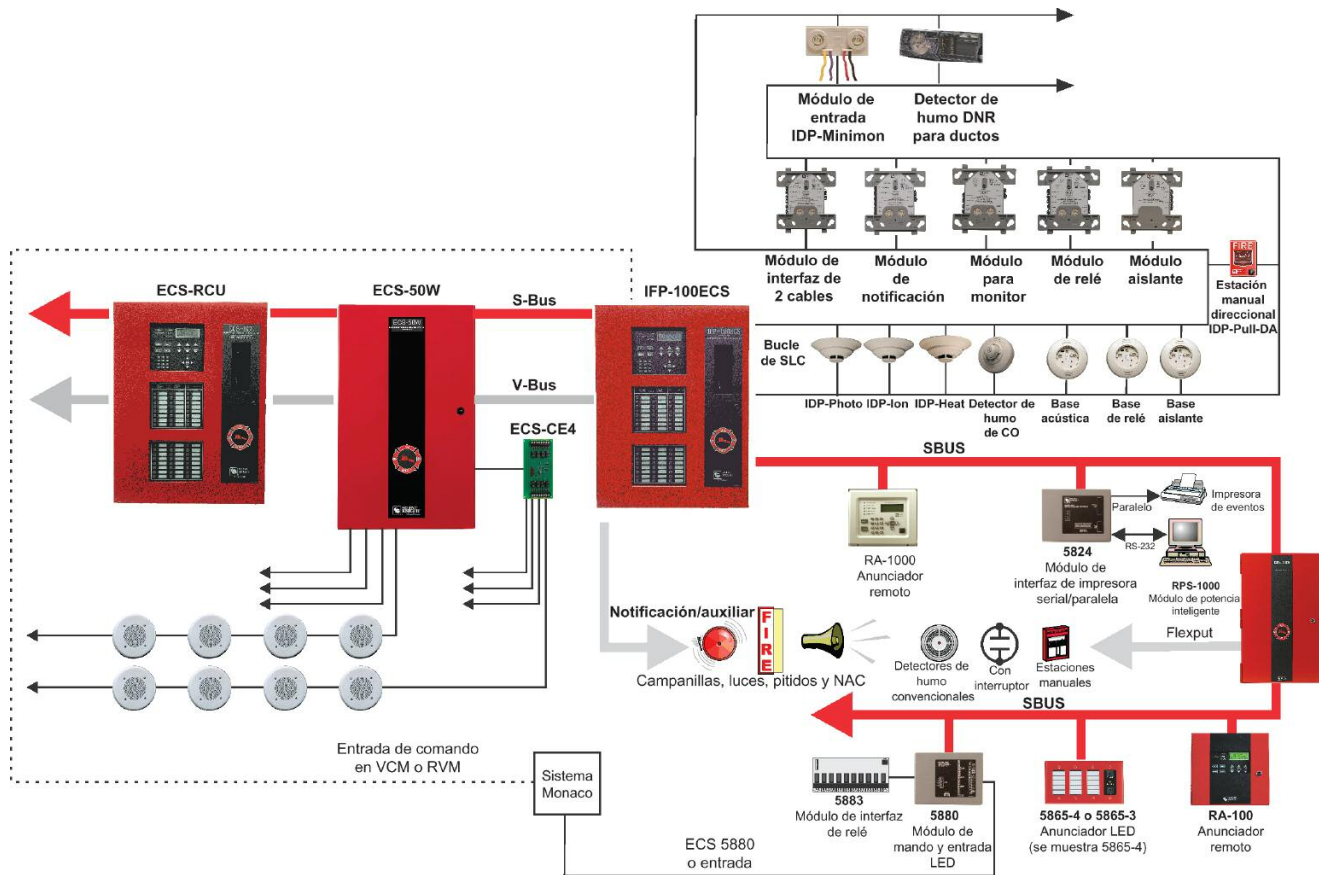 Módulo de
entrada
IDP-Minimon
Detector de
humo DNR
para ductos
Módulo de
interfaz de
2 cables
Módulo
de
notificación
Módulo
para
monitor
Módulo
de relé
Módulo
aislante
FIRE
Estación
manual
direccional
IDP-Pull-DA
Bucle
de SLC
IDP-Photo
IDP-Ion
IDP-Heat
Detector de
humo
de CO
Base
acústica
Base
de relé
Base
aislante
ECS-RCU
ECS-50W
S-Bus
IFP-100ECS
V-Bus
ECS-CE4
ECS-50W
SBUS
RA-1000
Anunciador
remoto
5824
Módulo de
interfaz de impresora
serial/paralela
Paralelo
Impresora
de eventos
RS-232
RPS-1000
Módulo de potencia
inteligente
Flexput
Notificación/auxiliar
FIRE
Campanillas, luces, pitidos y NAC
Detectores de
humo
convencionales
Con
interruptor
Estaciones
manuales
SBUS
Entrada de comando
en VCM o RVM
Sistema
Monaco
ECS 5880
o entrada
5883
Módulo de interfaz
de relé
5880
Módulo de
mando y entrada
LED
5865-4 o 5865-3
Anunciador LED
(se muestra 5865-4)
RA-100
Anunciador
remoto